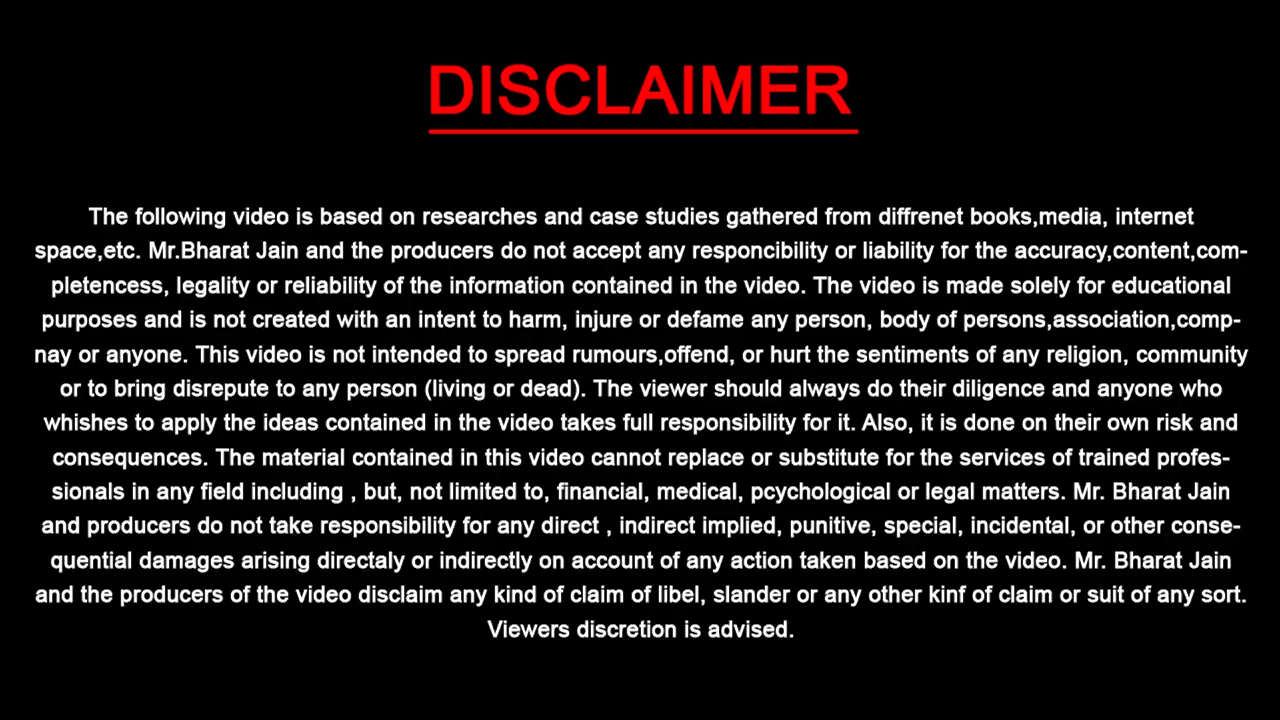 DISCLAIMER
The following video is based on researches and case studies gathered from diffrenet books,media, internet
space,etc. Mr.Bharat Jain and the producers do not accept any responcibility or liability for the accuracy,content,com-
pletencess, legality or reliability of the information contained in the video. The video is made solely for educational
purposes and is not created with an intent to harm, injure or defame any person, body of persons,association,comp-
nay or anyone. This video is not intended to spread rumours,offend, or hurt the sentiments of any religion, community
or to bring disrepute to any person (living or dead). The viewer should always do their diligence and anyone who
whishes to apply the ideas contained in the video takes full responsibility for it. Also, it is done on their own risk and
consequences. The material contained in this video cannot replace or substitute for the services of trained profes-
sionals in any field including , but, not limited to, financial, medical, pcychological or legal matters. Mr. Bharat Jain
and producers do not take responsibility for any direct , indirect implied, punitive, special, incidental, or other conse-
quential damages arising directaly or indirectly on account of any action taken based on the video. Mr. Bharat Jain
and the producers of the video disclaim any kind of claim of libel, slander or any other kinf of claim or suit of any sort.
Viewers discretion is advised.